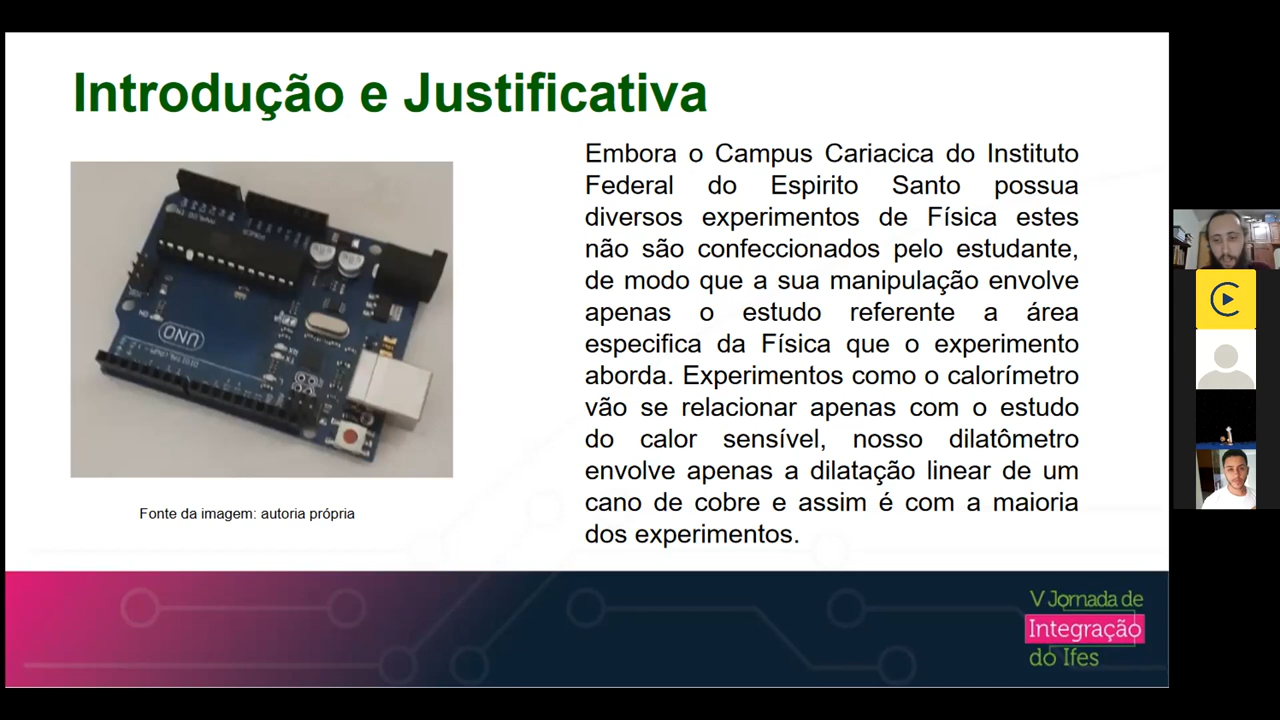 Introdução e Justificativa
Embora o Campus Cariacica do Instituto
Federal do Espirito Santo possua
diversos experimentos de Física estes
não são confeccionados pelo estudante,
de modo que a sua manipulação envolve
apenas o estudo referente a área
especifica da Física que o experimento
aborda. Experimentos como o calorímetro
vão se relacionar apenas com o estudo
do calor sensível, nosso dilatômetro
envolve apenas a dilatação linear de um
cano de cobre e assim é com a maioria
dos experimentos.
UNO
Fonte da imagem: autoria própria
V Jornada de
Integração
do Ifes